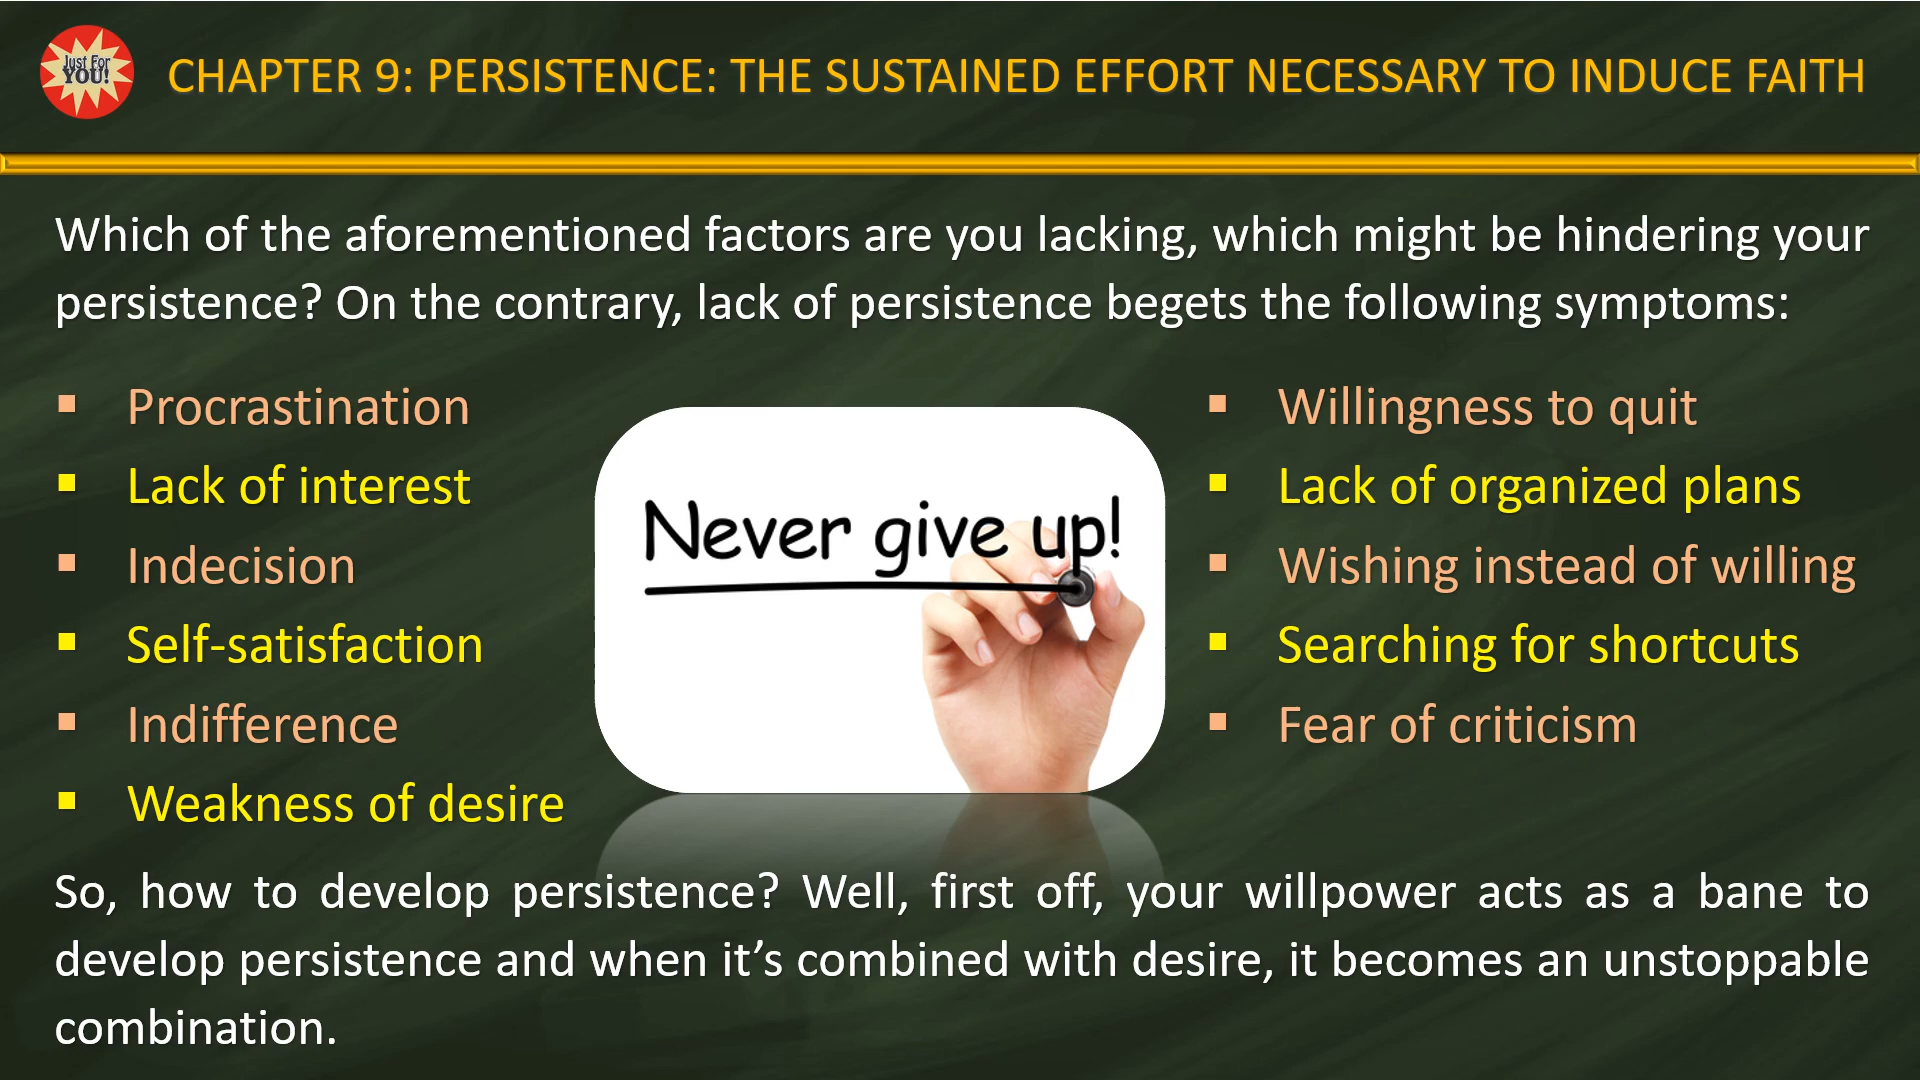 Just For
YOU!
CHAPTER 9: PERSISTENCE: THE SUSTAINED EFFORT NECESSARY TO INDUCE FAITH
Which of the aforementioned factors are you lacking, which might be hindering your
persistence? On the contrary, lack of persistence begets the following symptoms:
▪ Procrastination
▪ Lack of interest
▪ Indecision
▪ Self-satisfaction
▪ Indifference
▪ Weakness of desire
Never give up!
▪ Willingness to quit
▪ Lack of organized plans
▪ Wishing instead of willing
▪ Searching for shortcuts
▪ Fear of criticism
So, how to develop persistence? Well, first off, your willpower acts as a bane to
develop persistence and when it’s combined with desire, it becomes an unstoppable
combination.